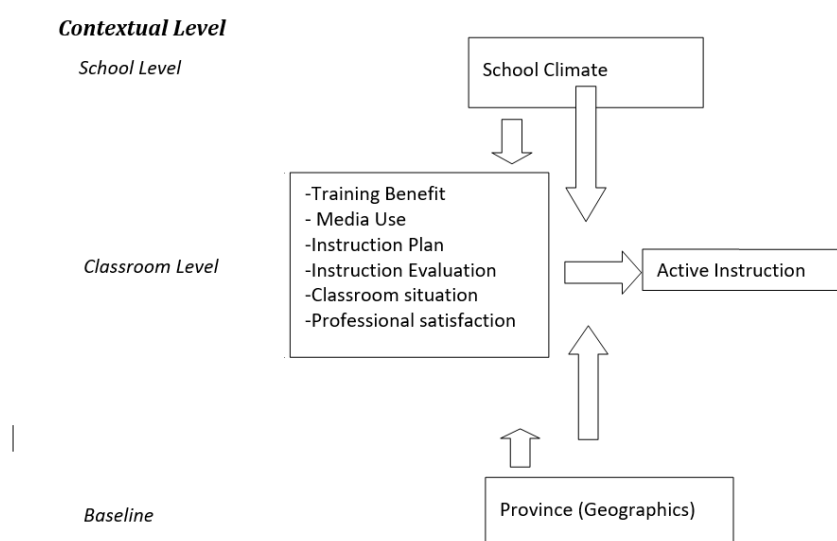 Contextual Level
School Level
School Climate
-Training Benefit
- Media Use
-Instruction Plan
-Instruction Evaluation
-Classroom situation
-Professional satisfaction
Classroom Level
Active Instruction
Province (Geographics)
Baseline